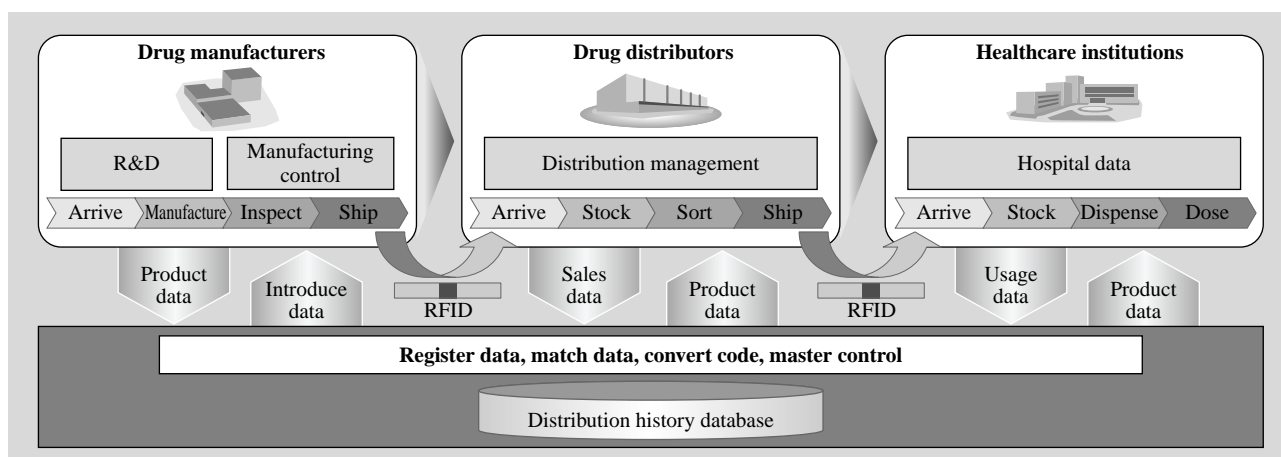 Drug manufacturers
R&D
Manufacturing
control
Arrive
Manufacture
Inspect
Ship
Drug distributors
Distribution management
Arrive
Stock
Sort
Ship
Healthcare institutions
Hospital data
Arrive
Stock
Dispense
Dose
Product
data
Introduce
data
RFID
Sales
data
Product
data
RFID
Usage
data
Product
data
Register data, match data, convert code, master control
Distribution history database